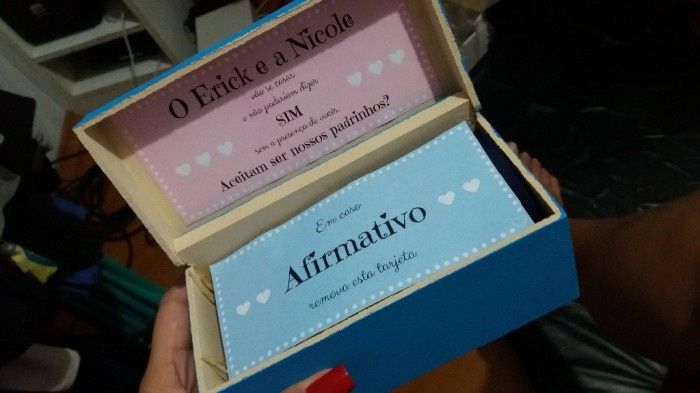 O Erick e a Nicole
vão se casar
e não poderiam dizer
SIM
sem a presença de vocês.
Aceitam ser nossos padrinhos?
Em caso
Afirmativo
remova esta tarjeta